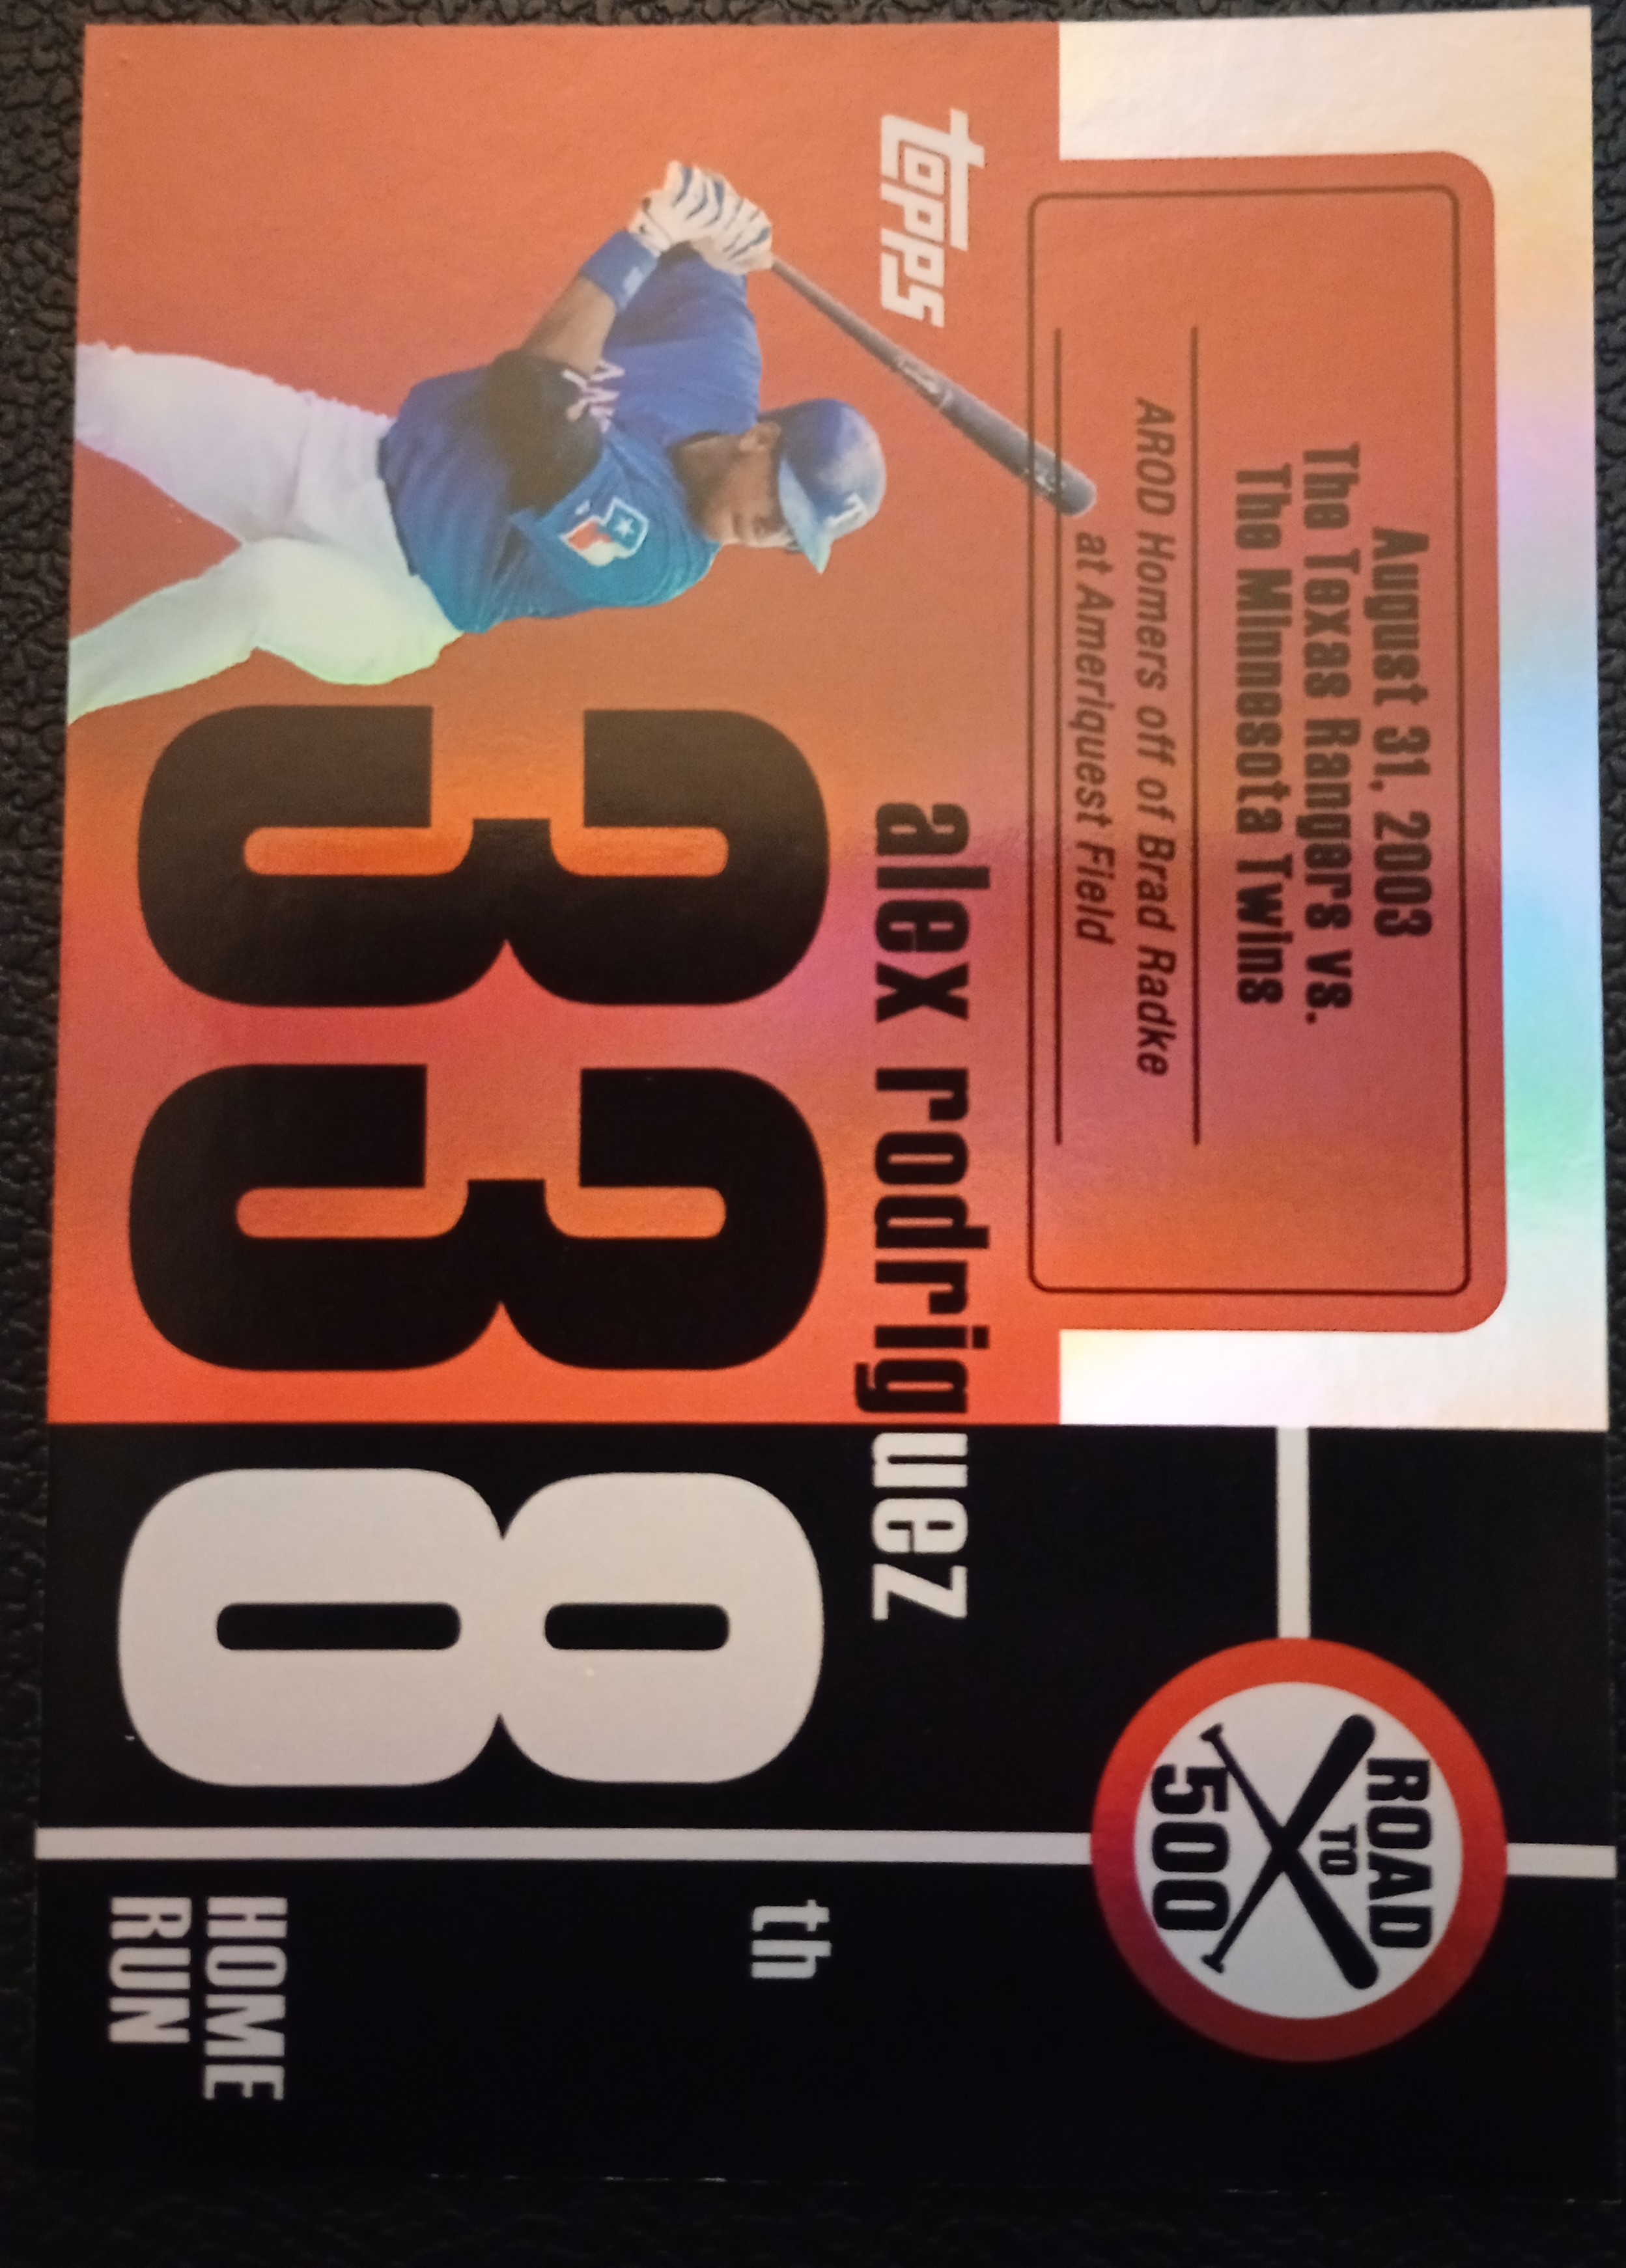 August 31, 2003
The Texas Rangers vs.
The Minnesota Twins
AROD Homers off of Brad Radke
at Ameriquest Field
ROAD
TO
500
topps
alex rodriguez
338
th
HOME
RUN